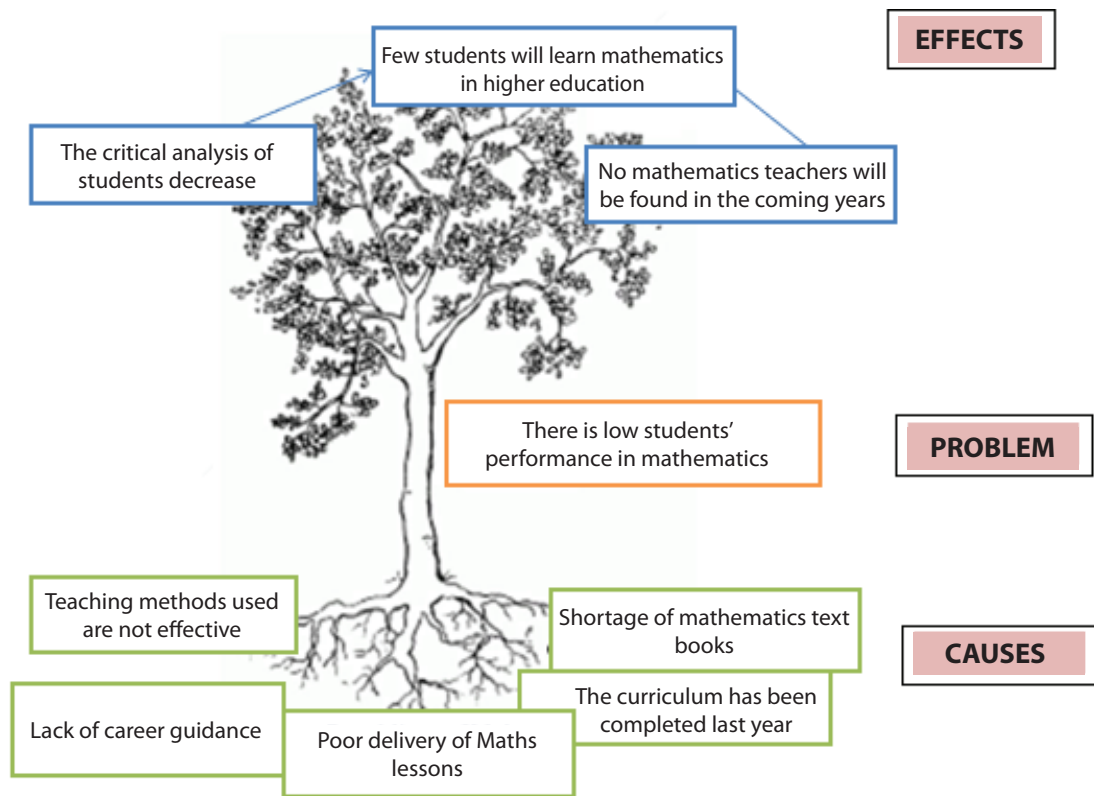 EFFECTS
Few students will learn mathematics
in higher education
The critical analysis of
students decrease
No mathematics teachers will
be found in the coming years
There is low students’
performance in mathematics
PROBLEM
Teaching methods used
are not effective
Shortage of mathematics text
books
CAUSES
The curriculum has been
completed last year
Lack of career guidance
Poor delivery of Maths
lessons